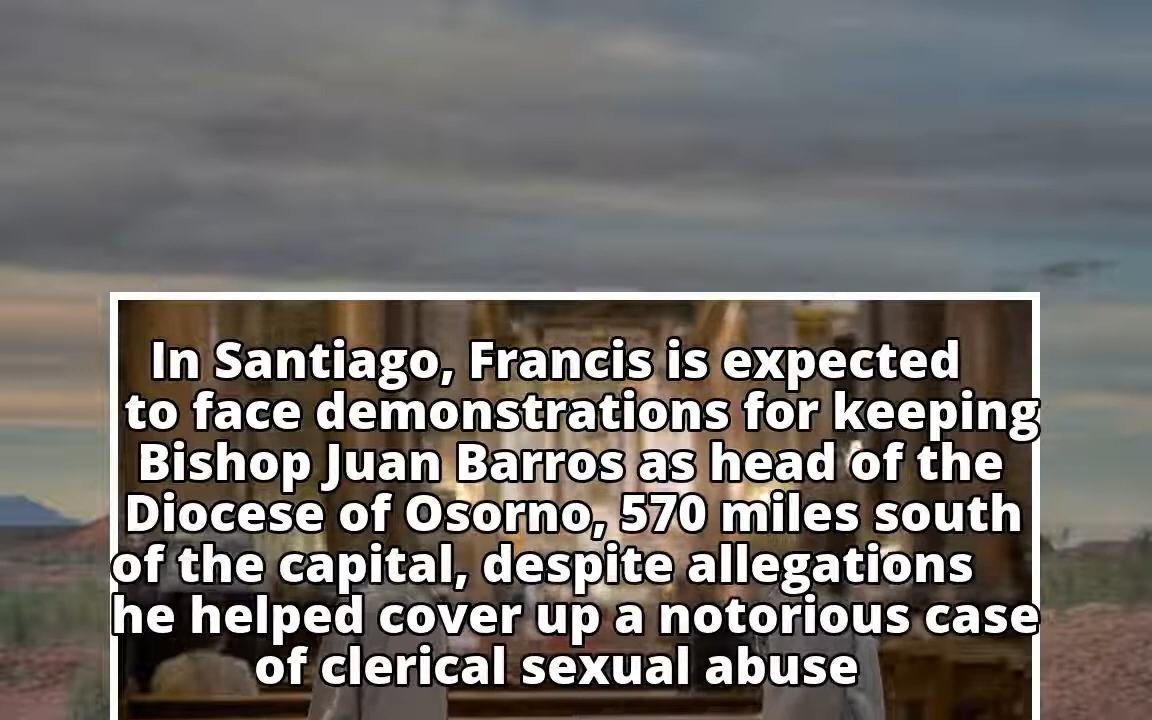 In Santiago, Francis is expected
to face demonstrations for keeping
Bishop Juan Barros as head of the
Diocese of Osorno, 570 miles south
of the capital, despite allegations
he helped cover up a notorious case
of clerical sexual abuse